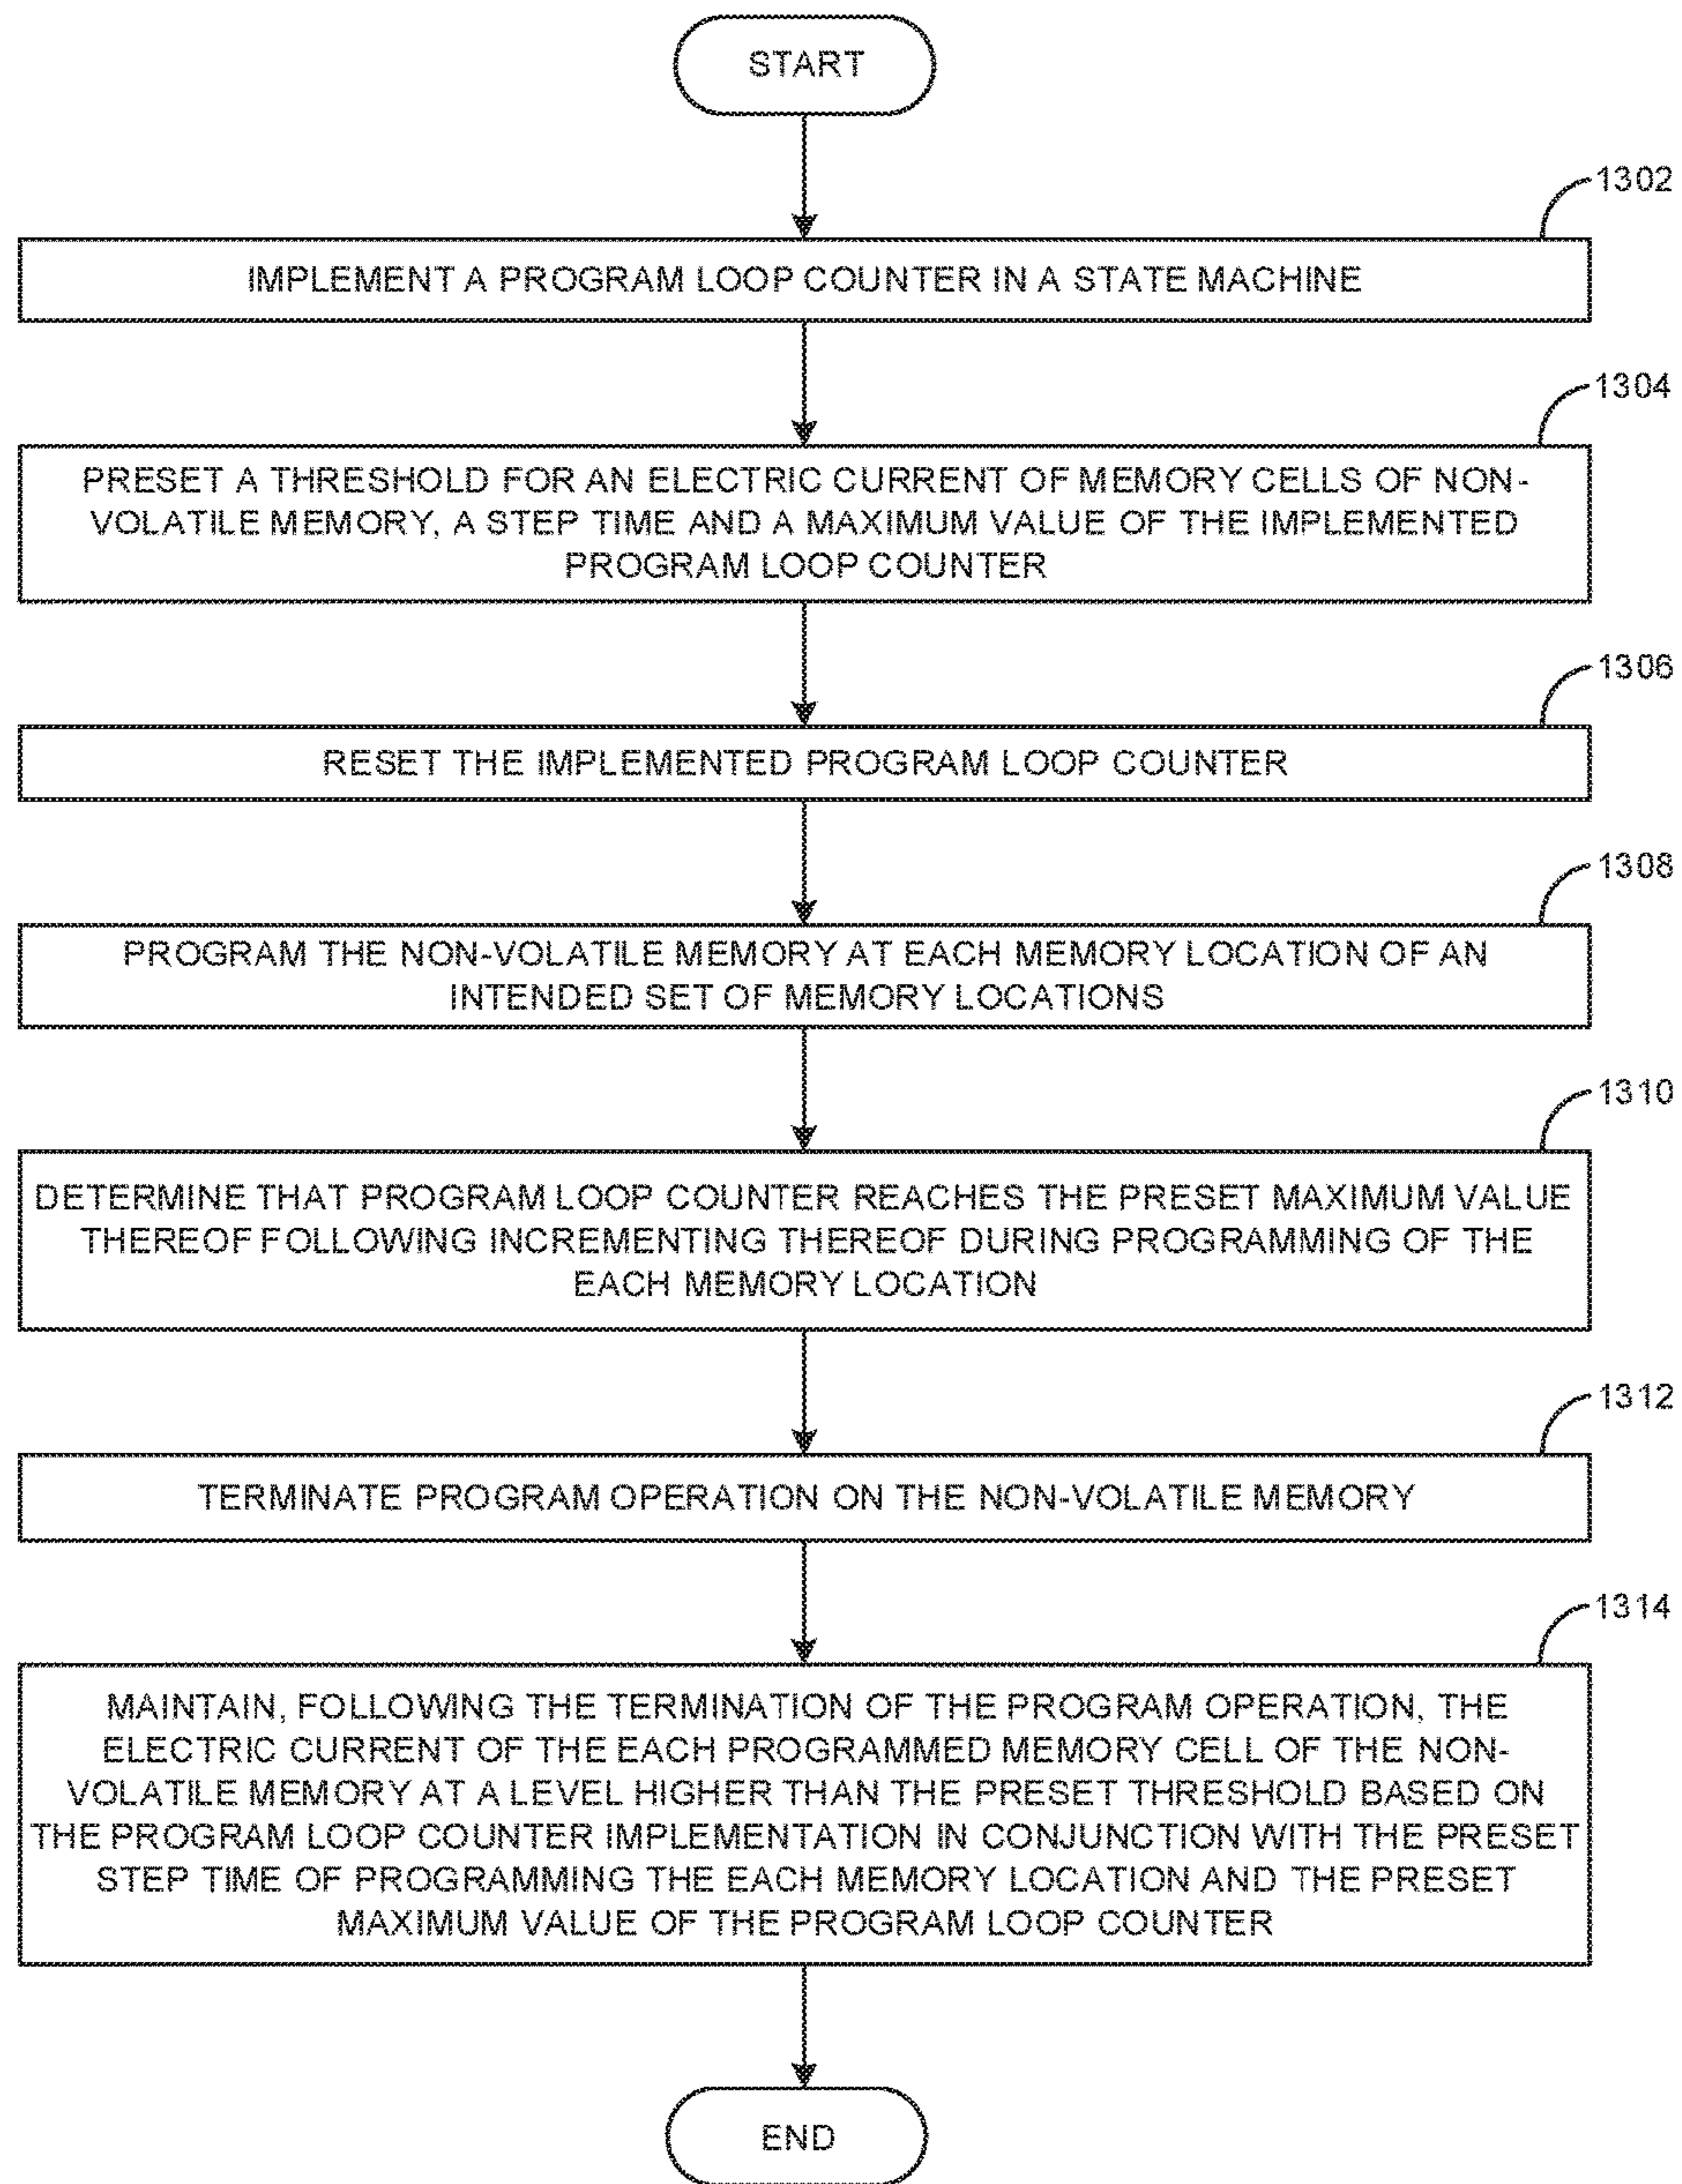 START
1302
IMPLEMENT A PROGRAM LOOP COUNTER IN A STATE MACHINE
1304
PRESET A THRESHOLD FOR AN ELECTRIC CURRENT OF MEMORY CELLS OF NON-
VOLATILE MEMORY, A STEP TIME AND A MAXIMUM VALUE OF THE IMPLEMENTED
PROGRAM LOOP COUNTER
1306
RESET THE IMPLEMENTED PROGRAM LOOP COUNTER
1308
PROGRAM THE NON-VOLATILE MEMORY AT EACH MEMORY LOCATION OF AN
INTENDED SET OF MEMORY LOCATIONS
1310
DETERMINE THAT PROGRAM LOOP COUNTER REACHES THE PRESET MAXIMUM VALUE
THEREOF FOLLOWING INCREMENTING THEREOF DURING PROGRAMMING OF THE
EACH MEMORY LOCATION
1312
TERMINATE PROGRAM OPERATION ON THE NON-VOLATILE MEMORY
1314
MAINTAIN, FOLLOWING THE TERMINATION OF THE PROGRAM OPERATION, THE
ELECTRIC CURRENT OF THE EACH PROGRAMMED MEMORY CELL OF THE NON-
VOLATILE MEMORY AT A LEVEL HIGHER THAN THE PRESET THRESHOLD BASED ON
THE PROGRAM LOOP COUNTER IMPLEMENTATION IN CONJUNCTION WITH THE PRESET
STEP TIME OF PROGRAMMING THE EACH MEMORY LOCATION AND THE PRESET
MAXIMUM VALUE OF THE PROGRAM LOOP COUNTER
END